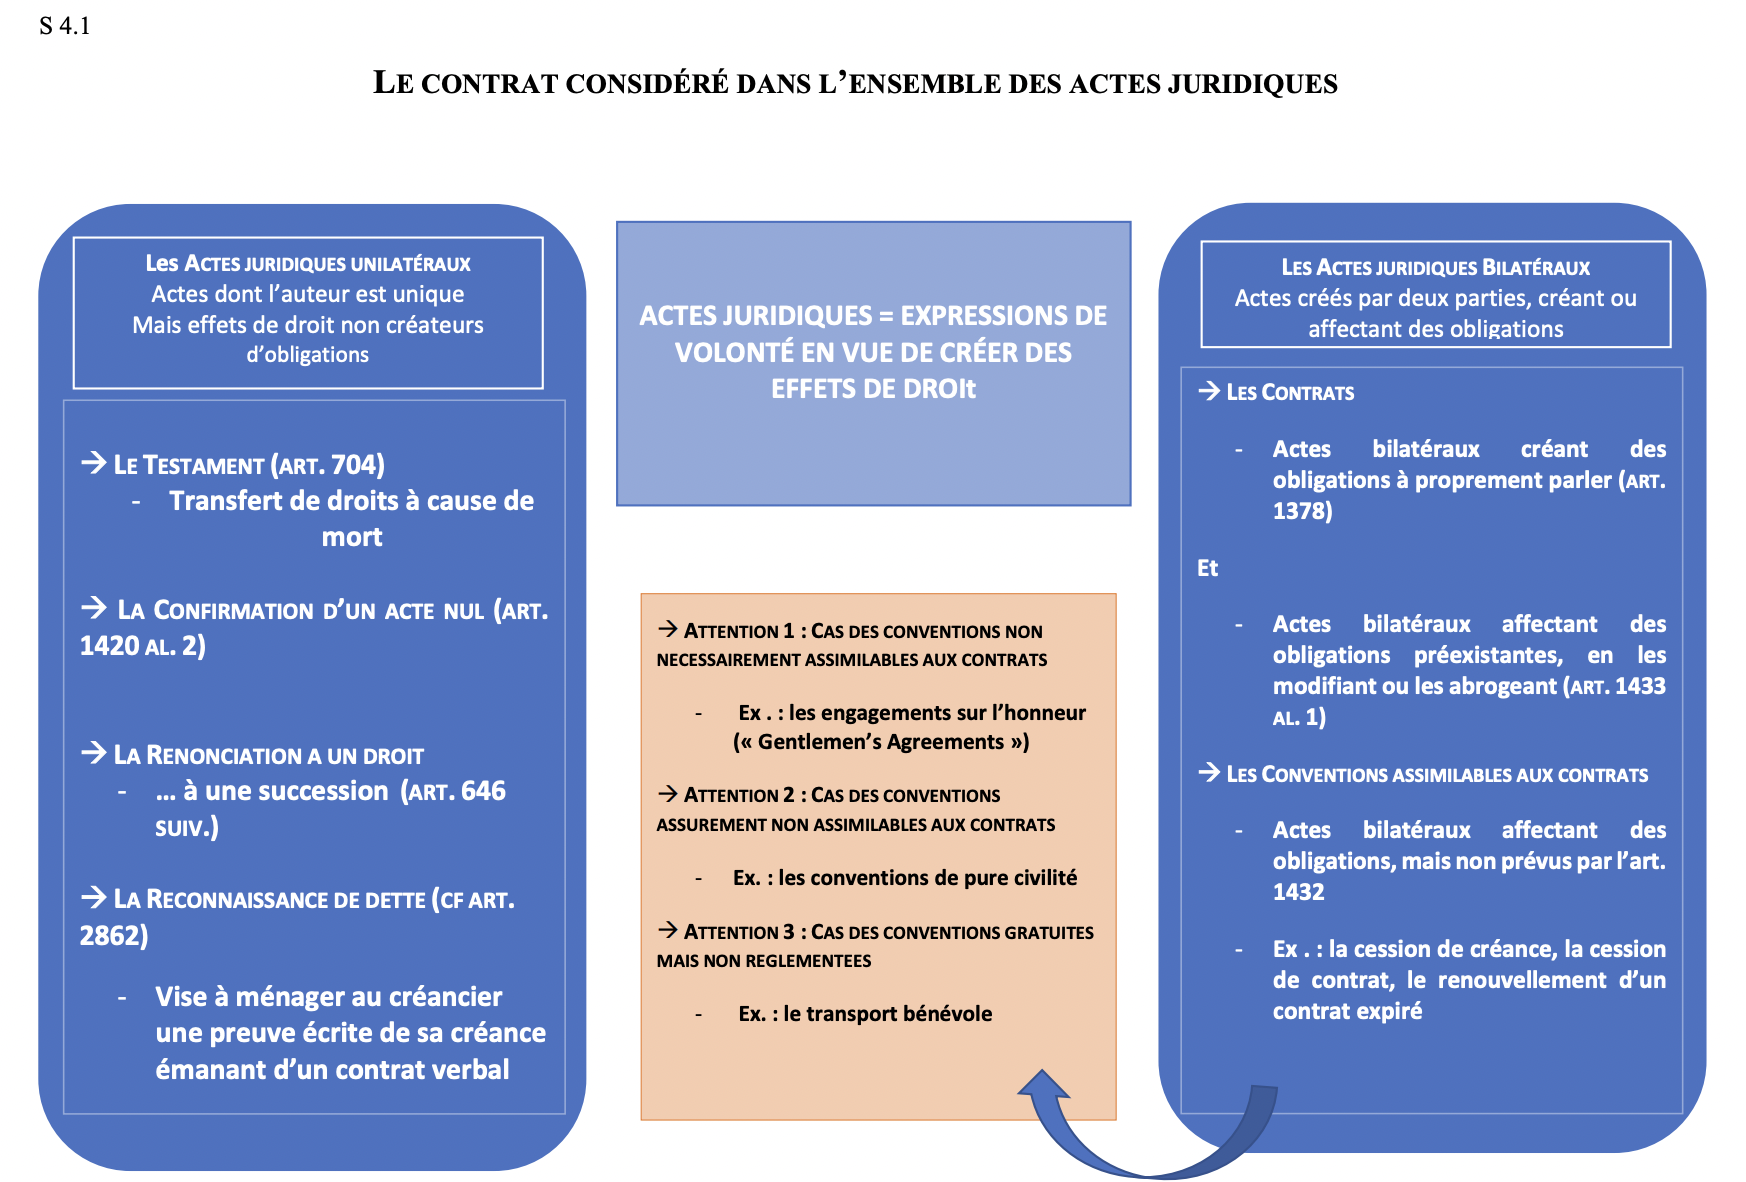 S 4.1
LE CONTRAT CONSIDÉRÉ DANS L’ENSEMBLE DES ACTES JURIDIQUES
Les ACTES JURIDIQUES UNILATÉRAUX
Actes dont l’auteur est unique
Mais effets de droit non créateurs
d’obligations
→ LE TESTAMENT (ART. 704)
- Transfert de droits à cause de
mort
→ LA CONFIRMATION D’UN ACTE NUL (ART.
1420 AL. 2)
→ LA RENONCIATION A UN DROIT
- … à une succession (ART. 646
SUIV.)
→ LA RECONNAISSANCE DE DETTE (CF ART.
2862)
- Vise à ménager au créancier
une preuve écrite de sa créance
émanant d’un contrat verbal
ACTES JURIDIQUES = EXPRESSIONS DE
VOLONTÉ EN VUE DE CRÉER DES
EFFETS DE DROIt
→ ATTENTION 1 : CAS DES CONVENTIONS NON
NECESSAIREMENT ASSIMILABLES AUX CONTRATS
- Ex . : les engagements sur l’honneur
(« Gentlemen’s Agreements »)
→ ATTENTION 2 : CAS DES CONVENTIONS
ASSUREMENT NON ASSIMILABLES AUX CONTRATS
- Ex. : les conventions de pure civilité
→ ATTENTION 3 : CAS DES CONVENTIONS GRATUITES
MAIS NON REGLEMENTEES
- Ex. : le transport bénévole
LES ACTES JURIDIQUES BILATÉRAUX
Actes créés par deux parties, créant ou
affectant des obligations
→ LES CONTRATS
- Actes bilatéraux créant des
obligations à proprement parler (ART.
1378)
Et
- Actes bilatéraux affectant des
obligations préexistantes, en les
modifiant ou les abrogeant (ART. 1433
AL. 1)
→ LES CONVENTIONS ASSIMILABLES AUX CONTRATS
- Actes bilatéraux affectant des
obligations, mais non prévus par l’art.
1432
- Ex . : la cession de créance, la cession
de contrat, le renouvellement d’un
contrat expiré